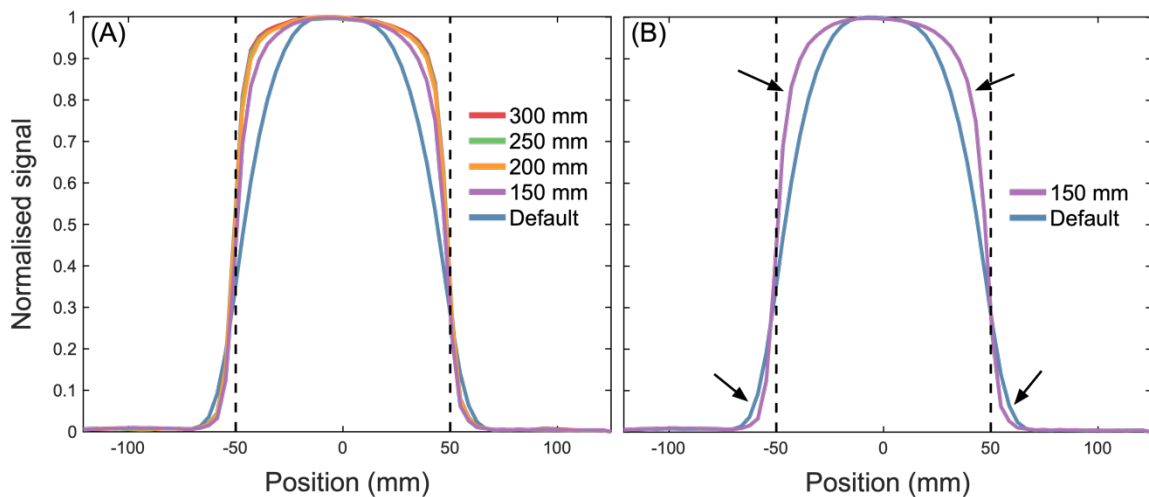 (A)
Normalised signal
1
0.9
0.8
0.7
0.6
0.5
0.4
0.3
0.2
0.1
0
300 mm
250 mm
200 mm
150 mm
Default
-100
-50
0
50
100
Position (mm)
(B)
150 mm
Default
-100
-50
0
50
100
Position (mm)